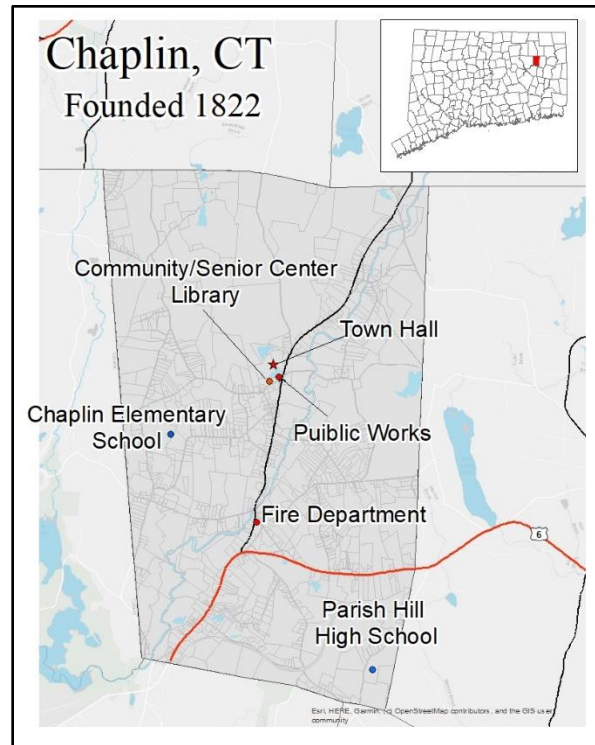 Chaplin, CT
Founded 1822
Community/Senior Center
Library
Town Hall
Chaplin Elementary
School
Puiblic Works
Fire Department
6
Parish Hill
High School
Esri, HERE, Garmin, (c) OpenStreetMap contributors, and the GIS user
community